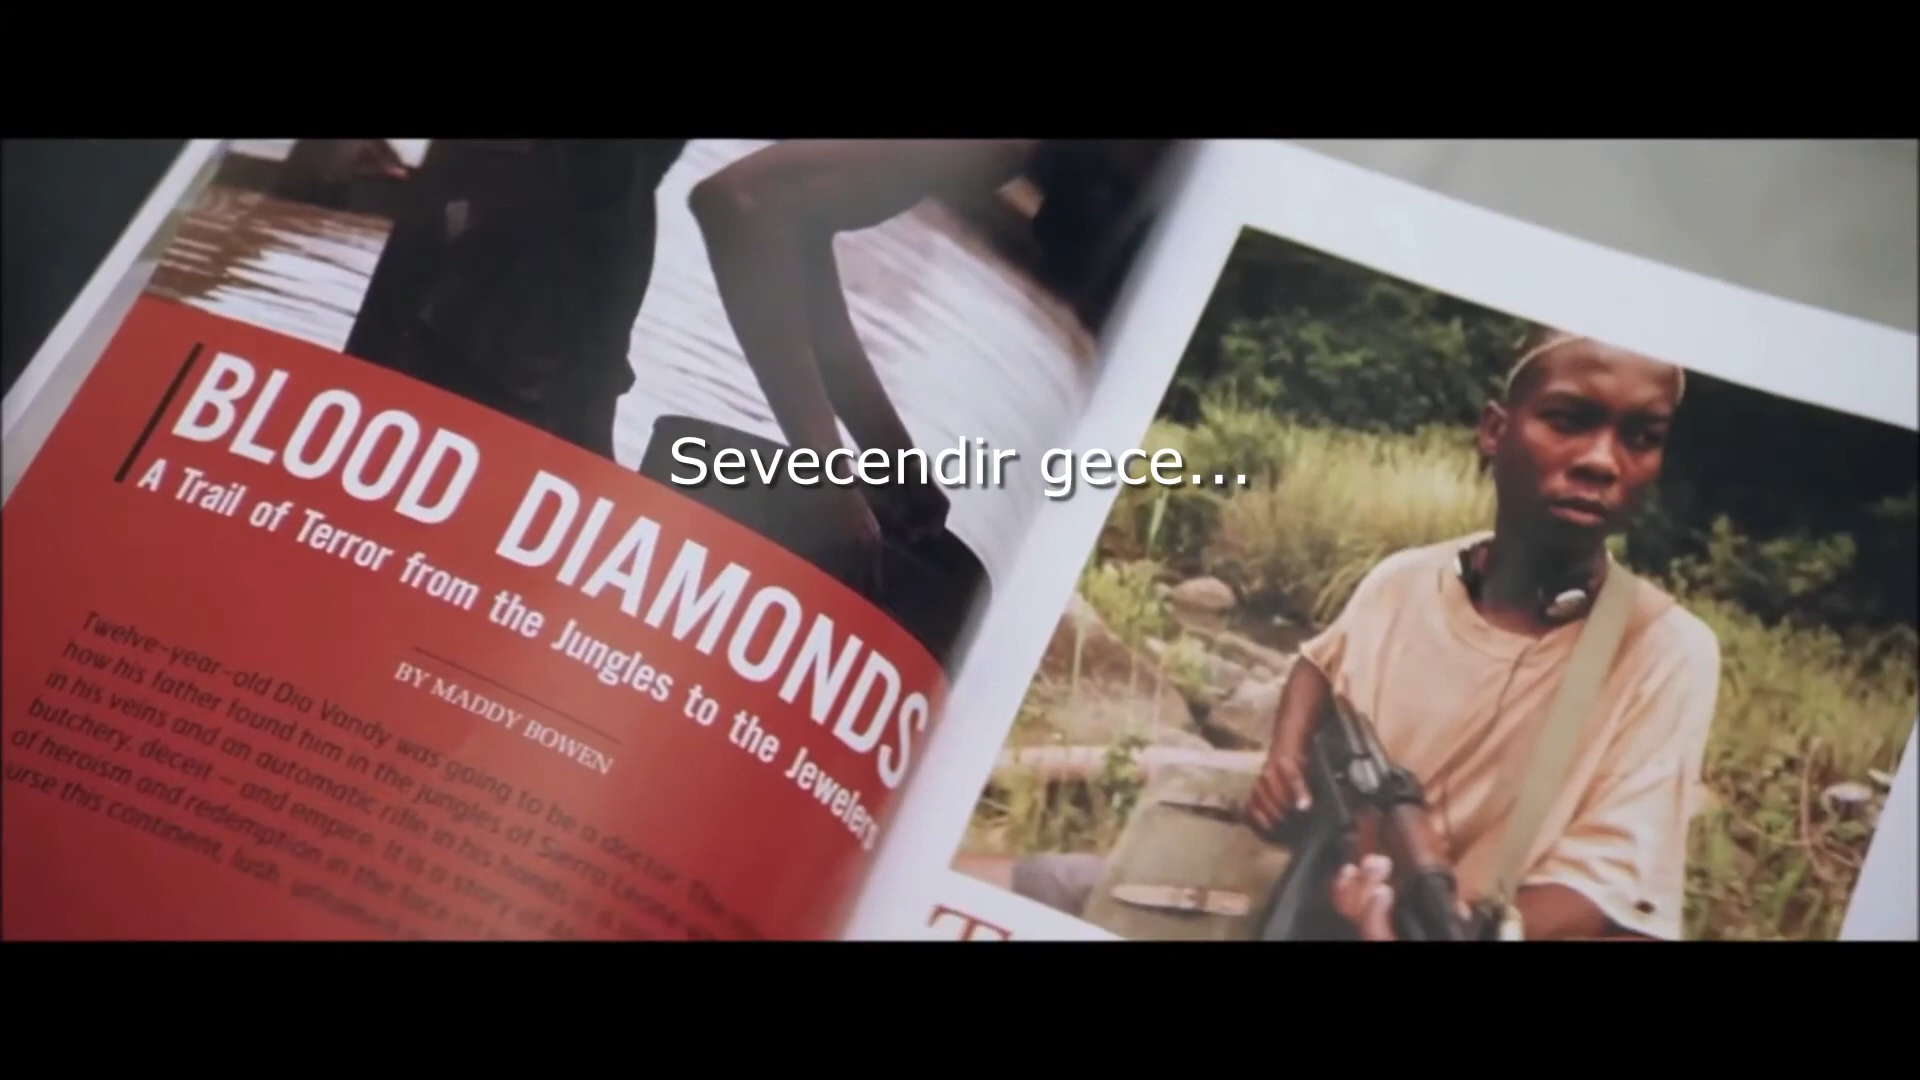 Sevecendir gece...
BLOOD DIAMONDS
A Trail of Terror from the Jungles to the Jewelers
BY MADDY BOWEN
Twelve-year-old Dia Vandy was going to be a doctor.
how his father found him in the jungles of Sierra Leone,
in his veins and an automatic rifle in his hands. It is
butchery, deceit – and empire. It is a story of
of heroism and redemption in the face of
urse this continent, lush, untamed